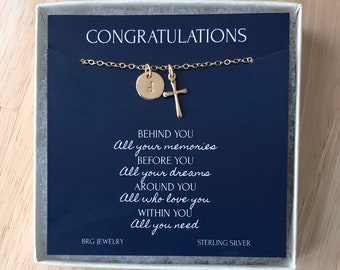 CONGRATULATIONS
BEHIND YOU
All your memories
BEFORE YOU
All your dreams
AROUND YOU
All who love you
WITHIN YOU
All you need
BRG JEWELRY STERLING SILVER